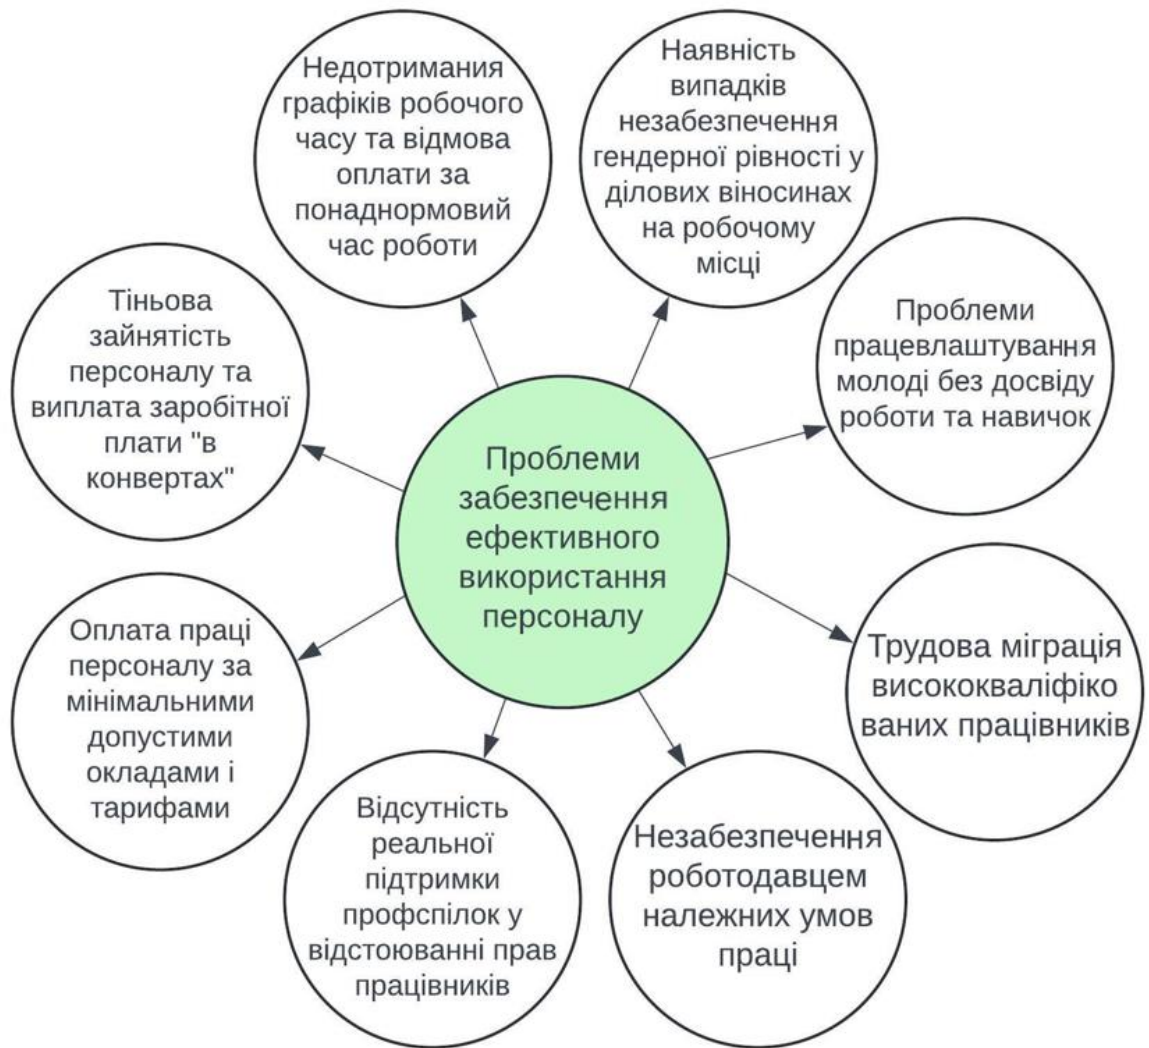 Недотримання
графіків робочого
часу та відмова
оплати за
понаднормовий
час роботи
Наявність
випадків
незабезпечення
гендерної рівності у
ділових віносинах
на робочому
місці
Проблеми
працевлаштування
молоді без досвіду
роботи та навичок
Трудова міграція
висококваліфіко
ваних працівників
Незабезпечення
роботодавцем
належних умов
праці
Відсутність
реальної
підтримки
профспілок у
відстоюванні прав
працівників
Оплата праці
персоналу за
мінімальними
допустими
окладами і
тарифами
Тіньова
зайнятість
персоналу та
виплата заробітної
плати "в
конвертах"
Проблеми
забезпечення
ефективного
використання
персоналу